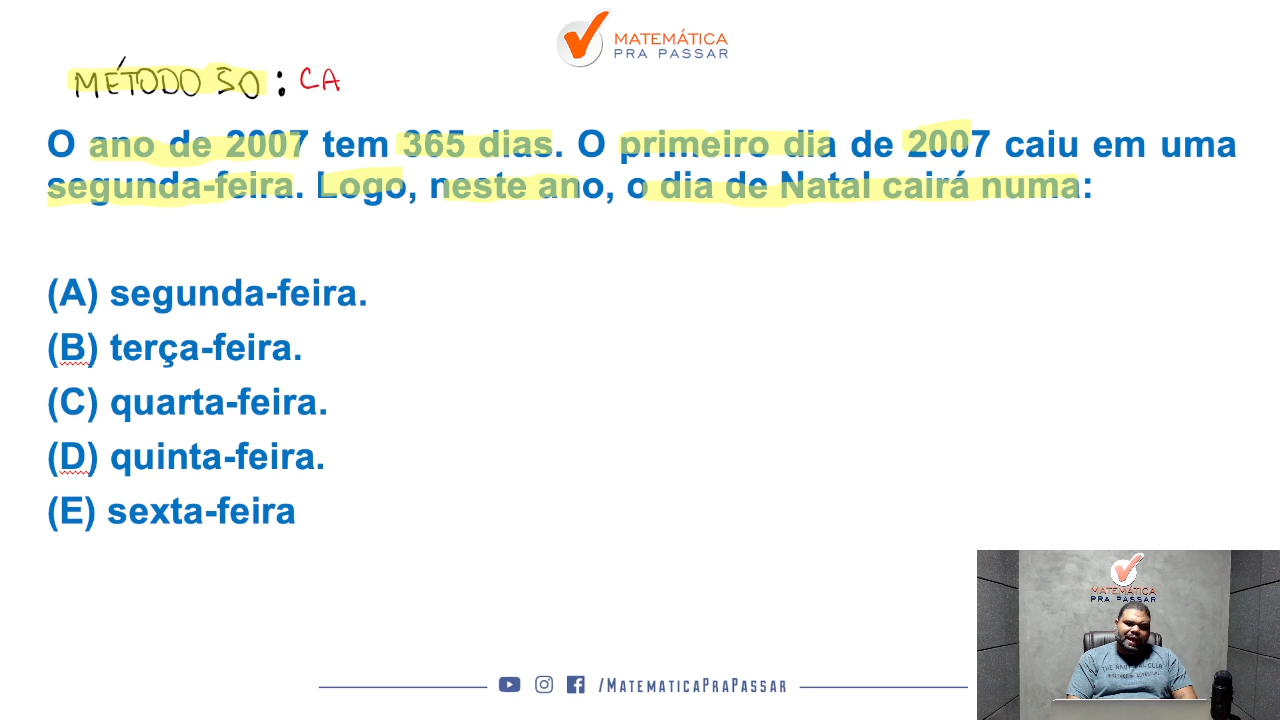 MATEMÁTICA
PRA PASSAR
MÉTODO 50 : CA
O ano de 2007 tem 365 dias. O primeiro dia de 2007 caiu em uma
segunda-feira. Logo, neste ano, o dia de Natal cairá numa:
(A) segunda-feira.
(B) terça-feira.
(C) quarta-feira.
(D) quinta-feira.
(E) sexta-feira
MATEMÁTICA
PRA PASSAR
/MATEMATICAPRAPASSAR